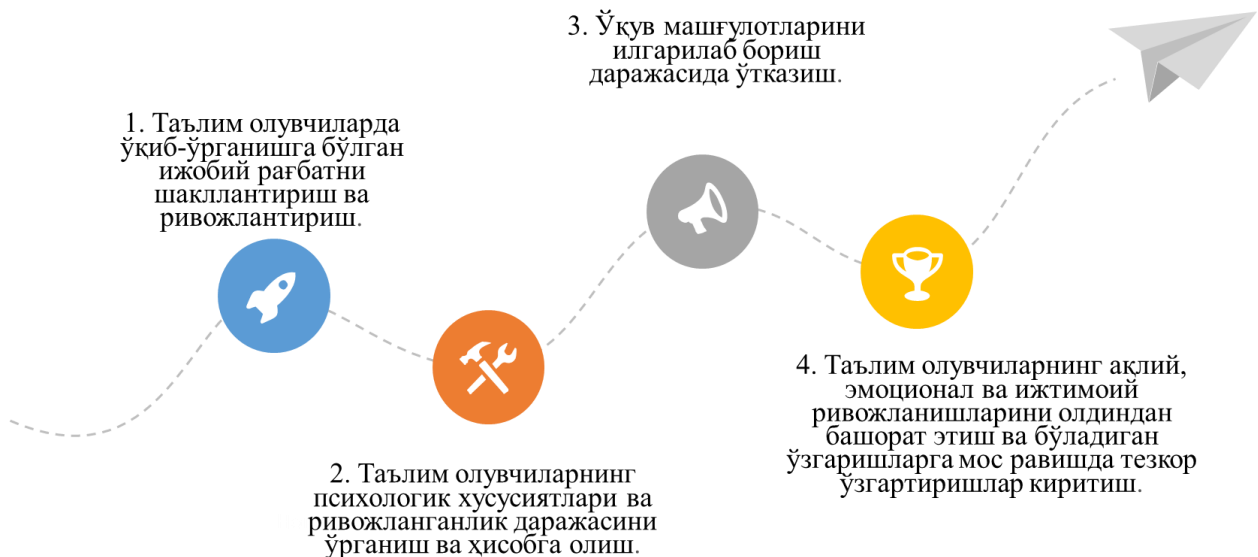 1. Таълим олувчиларда
ўқиб-ўрганишга бўлган
ижобий рағбатни
шакллантириш ва
ривожлантириш.
2. Таълим олувчиларнинг
психологик хусусиятлари ва
ривожланганлик даражасини
ўрганиш ва ҳисобга олиш.
3. Ўқув машғулотларини
илгарилаб бориш
даражасида ўтказиш.
4. Таълим олувчиларнинг ақлий,
эмоционал ва ижтимоий
ривожланишларини олдиндан
башорат этиш ва бўладиган
ўзгаришларга мос равишда тезкор
ўзгартиришлар киритиш.